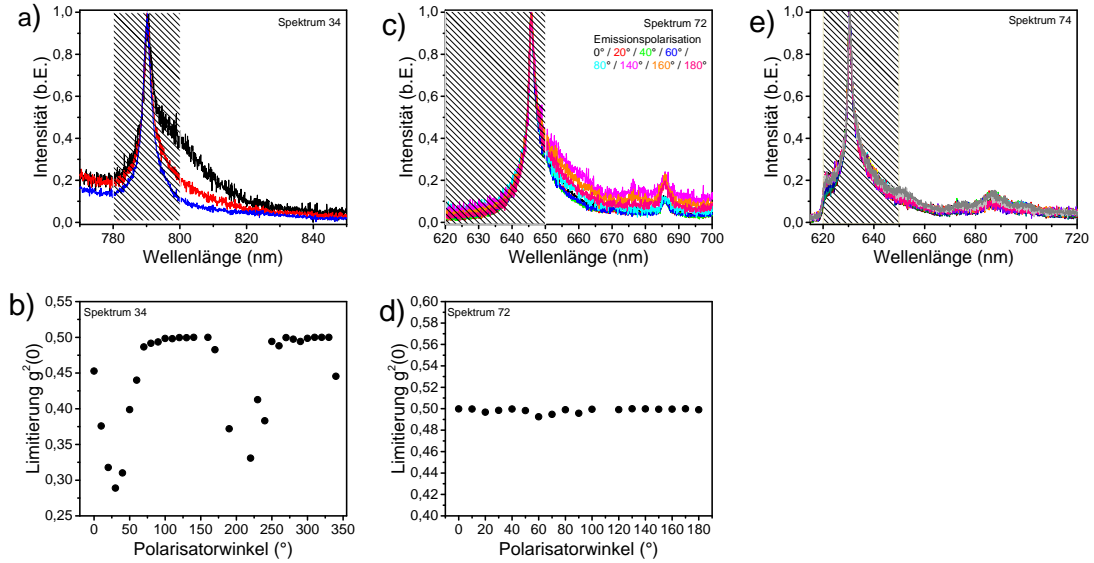 a)
Spektrum 34
1,0
0,8
0,6
0,4
0,2
0,0
Intensität (b.E.)
780 800 820 840
Wellenlänge (nm)
c)
Spektrum 72
Emissionspolarisation
0° / 20° / 40° / 60° /
80° / 140° / 160° / 180°
1,0
0,8
0,6
0,4
0,2
0,0
Intensität (b.E.)
620 630 640 650 660 670 680 690 700
Wellenlänge (nm)
e)
Spektrum 74
1,0
0,8
0,6
0,4
0,2
0,0
Intensität (b.E.)
620 640 660 680 700 720
Wellenlänge (nm)
b)
Spektrum 34
0,55
0,50
0,45
0,40
0,35
0,30
0,25
Limitierung g²(0)
0 50 100 150 200 250 300 350
Polarisatorwinkel (°)
d)
Spektrum 72
0,60
0,58
0,56
0,54
0,52
0,50
0,48
0,46
0,44
0,42
0,40
Limitierung g²(0)
0 20 40 60 80 100 120 140 160 180
Polarisatorwinkel (°)